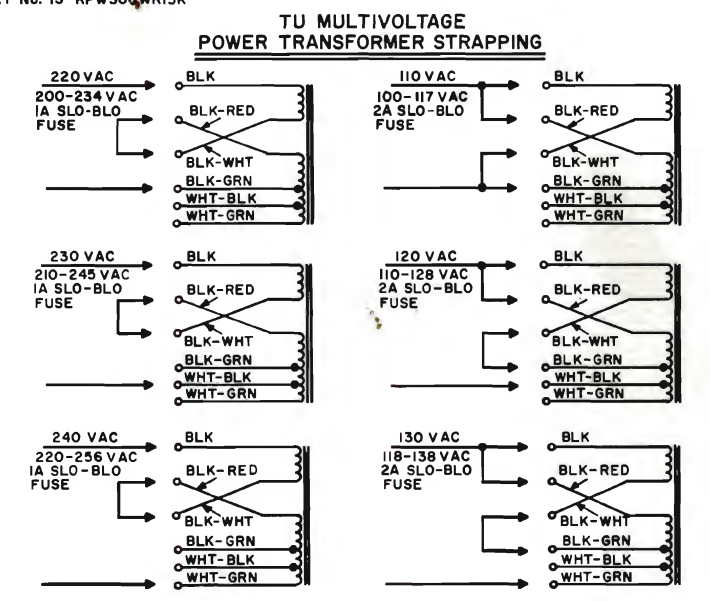 TU MULTIVOLTAGE
POWER TRANSFORMER STRAPPING
220 VAC
200-234 VAC
1A SLO-BLO
FUSE
BLK
BLK-RED
BLK-WHT
BLK-GRN
WHT-BLK
WHT-GRN
110 VAC
100-117 VAC
2A SLO-BLO
FUSE
BLK
BLK-RED
BLK-WHT
BLK-GRN
WHT-BLK
WHT-GRN
230 VAC
210-245 VAC
1A SLO-BLO
FUSE
BLK
BLK-RED
BLK-WHT
BLK-GRN
WHT-BLK
WHT-GRN
120 VAC
110-128 VAC
2A SLO-BLO
FUSE
BLK
BLK-RED
BLK-WHT
BLK-GRN
WHT-BLK
WHT-GRN
240 VAC
220-256 VAC
1A SLO-BLO
FUSE
BLK
BLK-RED
BLK-WHT
BLK-GRN
WHT-BLK
WHT-GRN
130 VAC
118-138 VAC
2A SLO-BLO
FUSE
BLK
BLK-RED
BLK-WHT
BLK-GRN
WHT-BLK
WHT-GRN